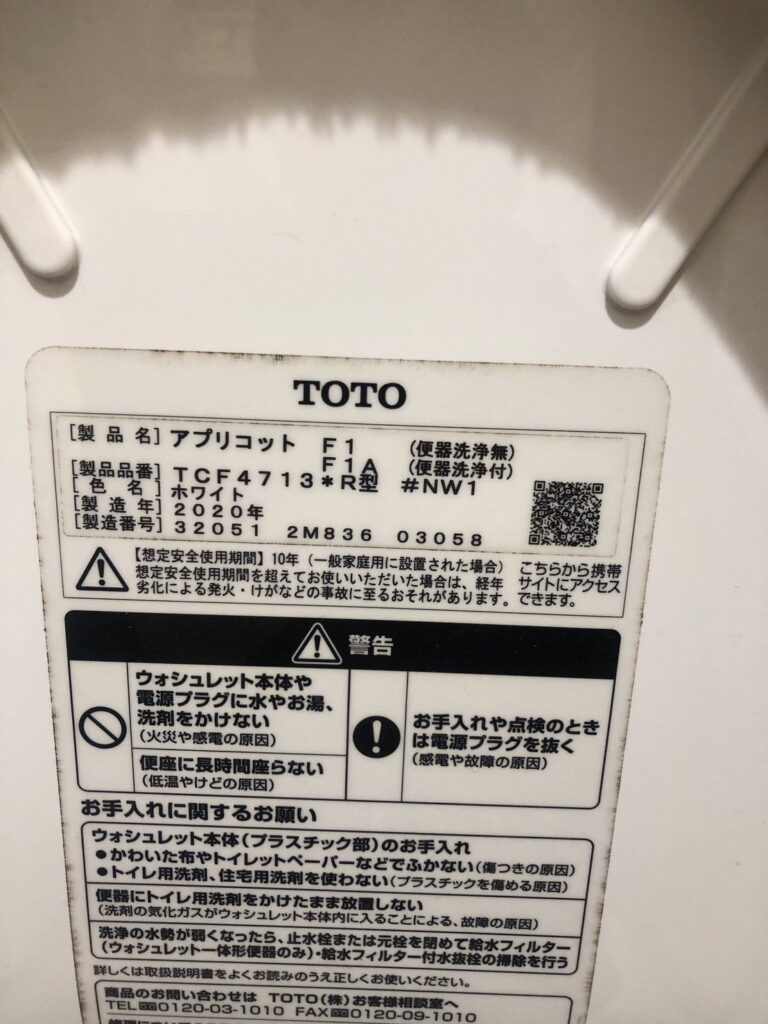 TOTO
[製品名] アプリコット F1 (便器洗浄無)
F1A (便器洗浄付)
[製品品番] TCF4713*R型 #NW1
[色名] ホワイト
[製造年] 2020年
[製造番号] 32051 2M836 03058
【想定安全使用期間】10年(一般家庭用に設置された場合)
想定安全使用期間を超えてお使いいただいた場合は、経年
劣化による発火・けがなどの事故に至るおそれがあります。
こちらから携帯
サイトにアクセス
できます。
警告
ウォシュレット本体や
電源プラグに水やお湯、
洗剤をかけない
(火災や感電の原因)
便座に長時間座らない
(低温やけどの原因)
お手入れや点検のとき
は電源プラグを抜く
(感電や故障の原因)
お手入れに関するお願い
ウォシュレット本体(プラスチック部)のお手入れ
●かわいた布やトイレットペーパーなどでふかない(傷つきの原因)
●トイレ用洗剤、住宅用洗剤を使わない(プラスチックを傷める原因)
便器にトイレ用洗剤をかけたまま放置しない
(洗剤の気化ガスがウォシュレット本体内に入ることによる、故障の原因)
洗浄の水勢が弱くなったら、止水栓または元栓を閉めて給水フィルター
(ウォシュレット一体形便器のみ)・給水フィルター付水抜栓の掃除を行う
詳しくは取扱説明書をよくお読みのうえ正しくお使いください。
商品のお問い合わせは TOTO(株)お客様相談室へ
TEL 0120-03-1010 FAX 0120-09-1010